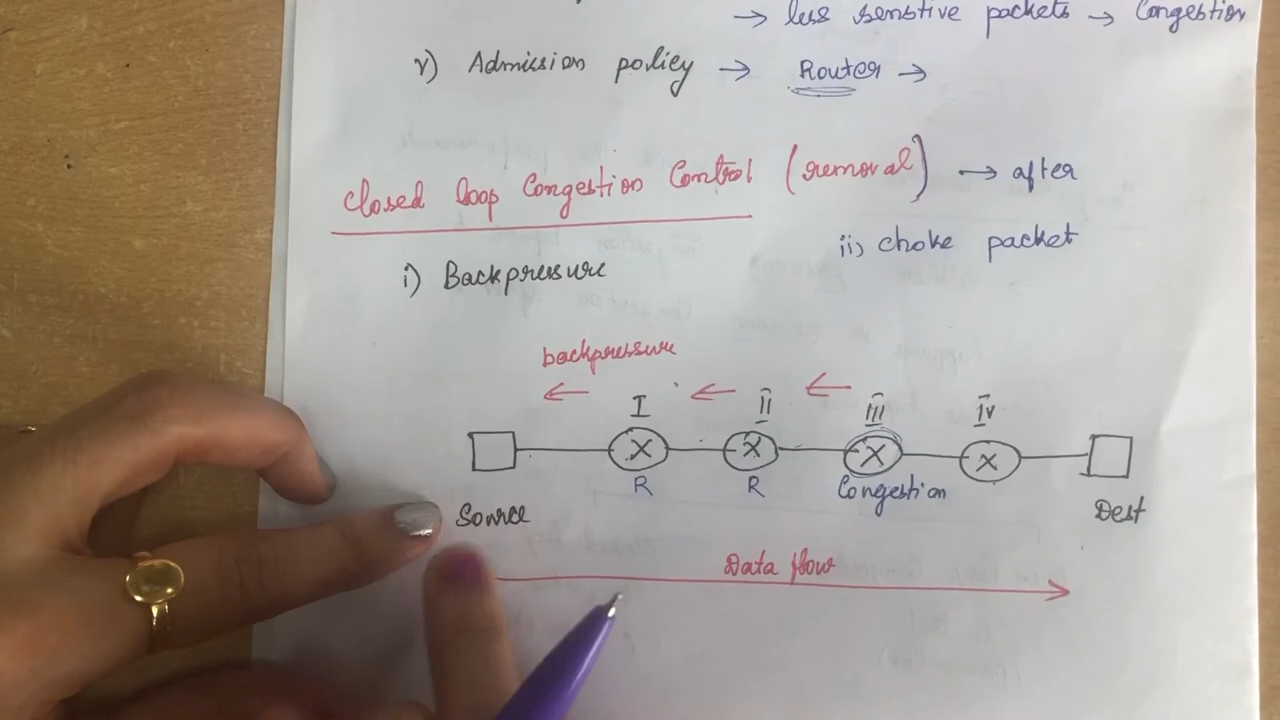 → less senstive packets → Congestion
v) Admission policy → Router →
Closed loop Congestion Control (removal) → after
ii) choke packet
i) Backpressure
backpressure
← ← ←
I II III IV
X X X X
R R Congestion
Source Dest
Data flow